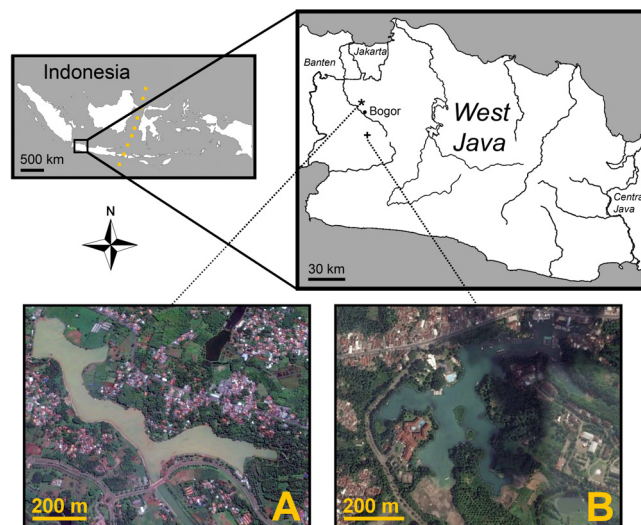 Indonesia
500 km
N
Jakarta
Banten
* Bogor
+
West
Java
Central
Java
30 km
200 m
A
200 m
B